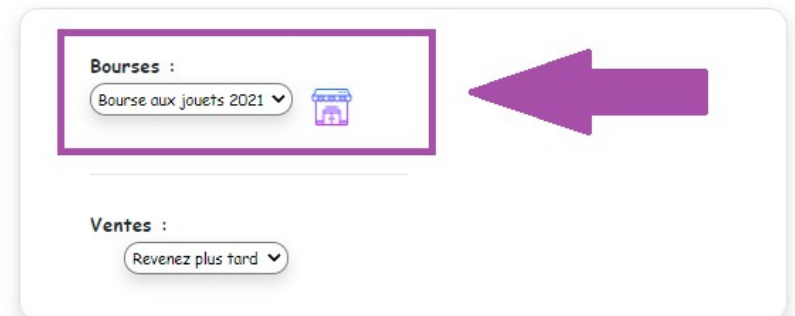 Bourses :
Bourse aux jouets 2021
Ventes :
Revenez plus tard